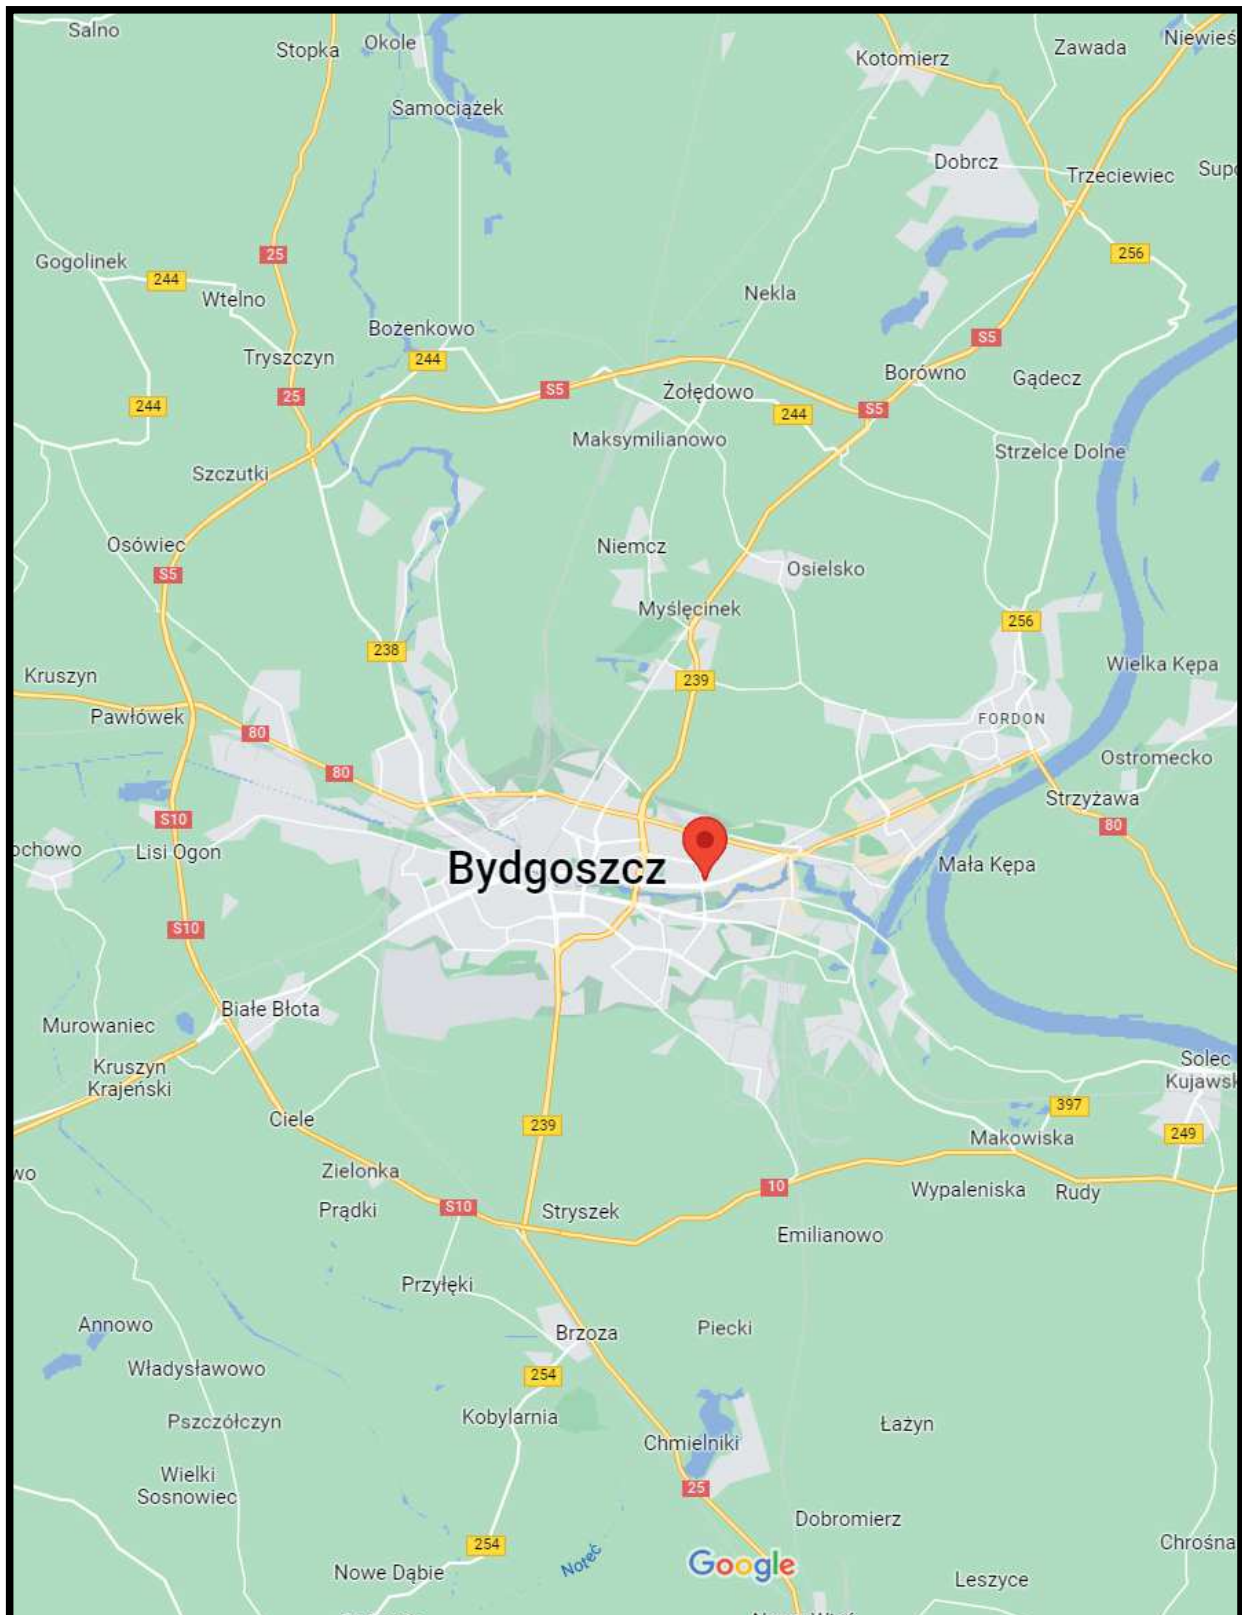 Salno
Stopka
Okole
Kotomierz
Zawada
Niewieś
Samociążek
Dobrcz
Trzeciewiec
Supo
25
256
Gogolinek
244
Wtelno
Nekla
Bożenkowo
Tryszczyn
244
S5
25
S5
Żołędowo
Borówno
Gądecz
244
244
S5
Maksymilianowo
Strzelce Dolne
Szczutki
Osówiec
Niemcz
Osielsko
S5
Myślęcinek
256
238
Kruszyn
239
Wielka Kępa
Pawłówek
FORDON
80
Ostromecko
80
Strzyżawa
S10
80
ochowo
Lisi Ogon
Bydgoszcz
Mała Kępa
S10
Białe Błota
Murowaniec
Kruszyn
Krajeński
Solec
Kujawsk
Ciele
239
397
Makowiska
249
wo
Zielonka
10
Wypaleniska
Rudy
Prądki
S10
Stryszek
Emilianowo
Przyłęki
Annowo
Brzoza
Piecki
Władysławowo
254
Pszczółczyn
Kobylarnia
Łażyn
Chmielniki
Wielki
Sosnowiec
25
Dobromierz
254
Chrośna
Noteć
Google
Nowe Dąbie
Leszyce